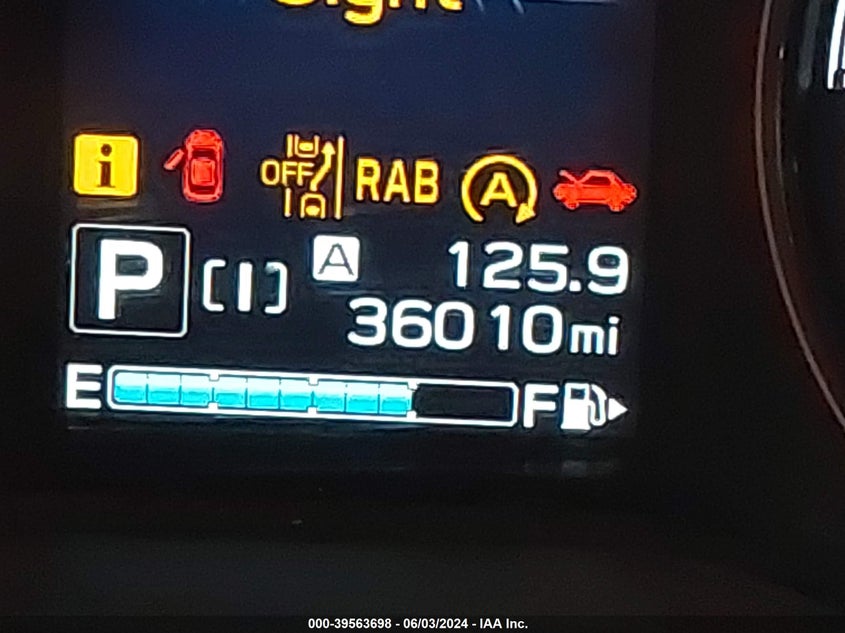 i
OFF RAB A
P [I] A 125.9
36010mi
E F
000-39563698 - 06/03/2024 - IAA Inc.